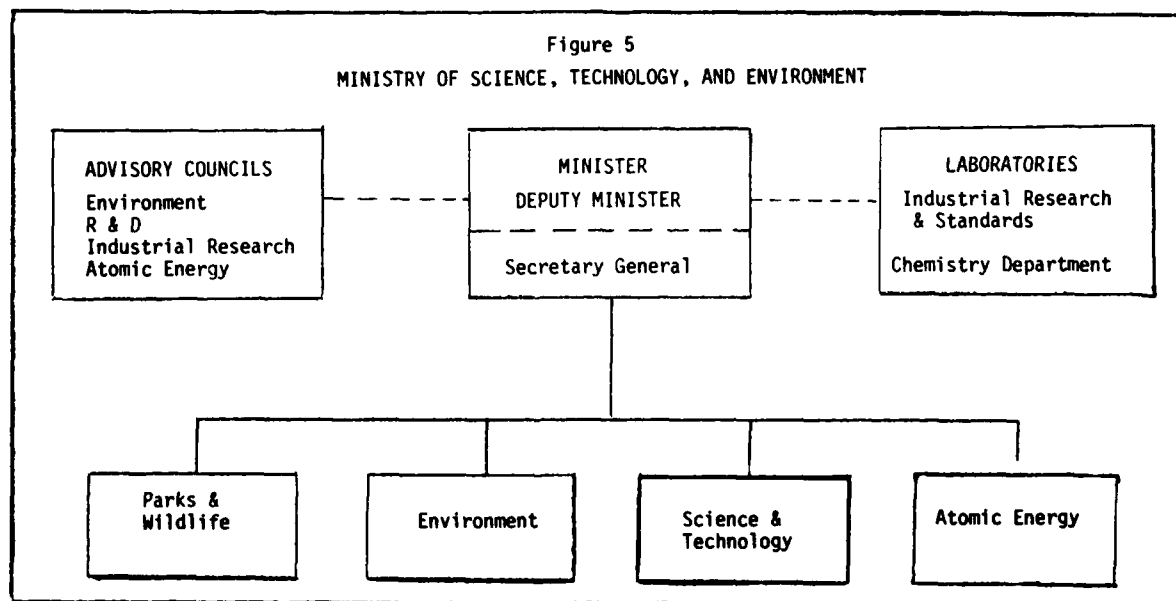 Figure 5
MINISTRY OF SCIENCE, TECHNOLOGY, AND ENVIRONMENT
ADVISORY COUNCILS
Environment
R & D
Industrial Research
Atomic Energy
MINISTER
DEPUTY MINISTER
Secretary General
LABORATORIES
Industrial Research
& Standards
Chemistry Department
Parks &
Wildlife
Environment
Science &
Technology
Atomic Energy